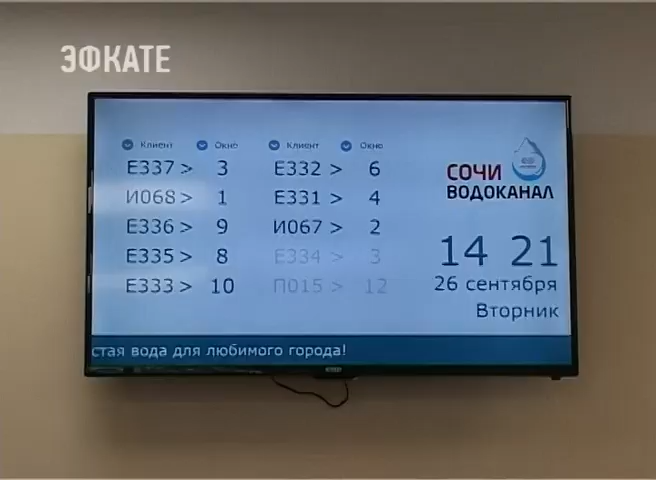 ЭФКАТЕ
Клиент Окно Клиент Окно
Е337 > 3 Е332 > 6
И068 > 1 Е331 > 4
Е336 > 9 И067 > 2
Е335 > 8 Е334 > 3
Е333 > 10 П015 > 12
СОЧИ
ВОДОКАНАЛ
14 21
26 сентября
Вторник
стая вода для любимого города!